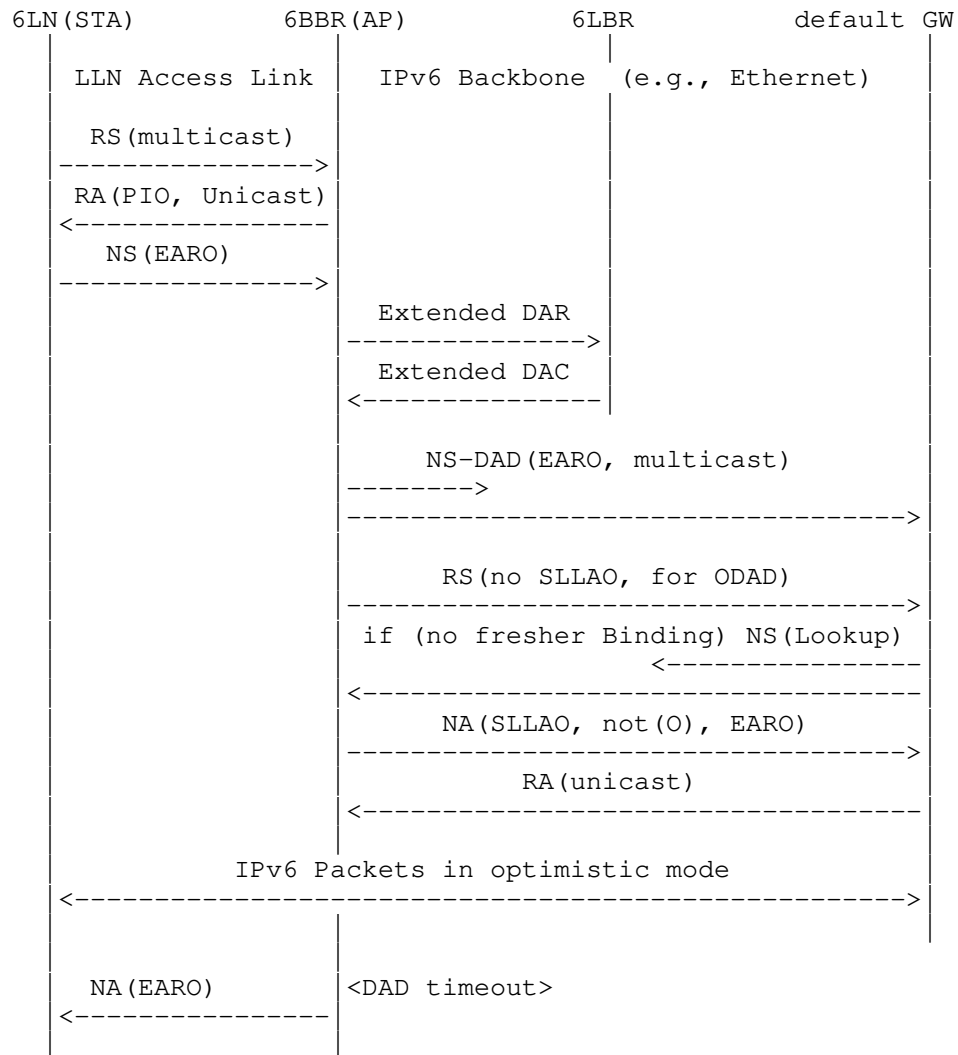 6LN(STA) 6BBR(AP) 6LBR default GW
LLN Access Link IPv6 Backbone (e.g., Ethernet)
RS(multicast)
RA(PIO, Unicast)
NS(EARO)
Extended DAR
Extended DAC
NS-DAD(EARO, multicast)
RS(no SLLAO, for ODAD)
if (no fresher Binding) NS(Lookup)
NA(SLLAO, not(O), EARO)
RA(unicast)
IPv6 Packets in optimistic mode
NA(EARO) <DAD timeout>